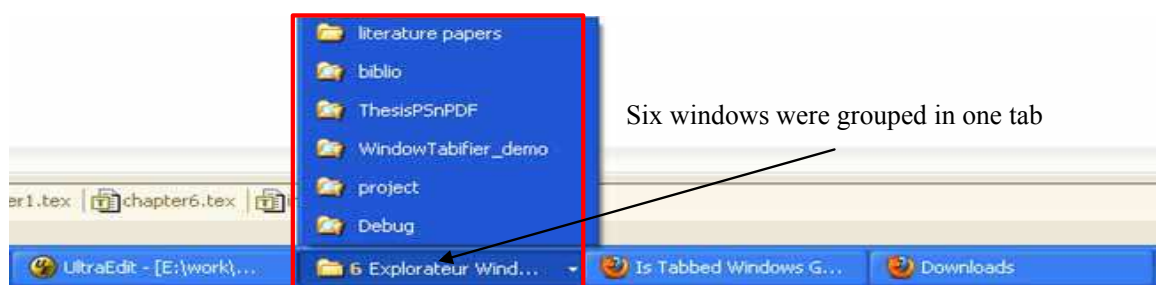 literature papers
biblio
ThesisPSnPDF
Six windows were grouped in one tab
WindowTabifier_demo
project
er1.tex chapter6.tex
Debug
UltraEdit - [E:\work\... 6 Explorateur Wind... Is Tabbed Windows G... Downloads